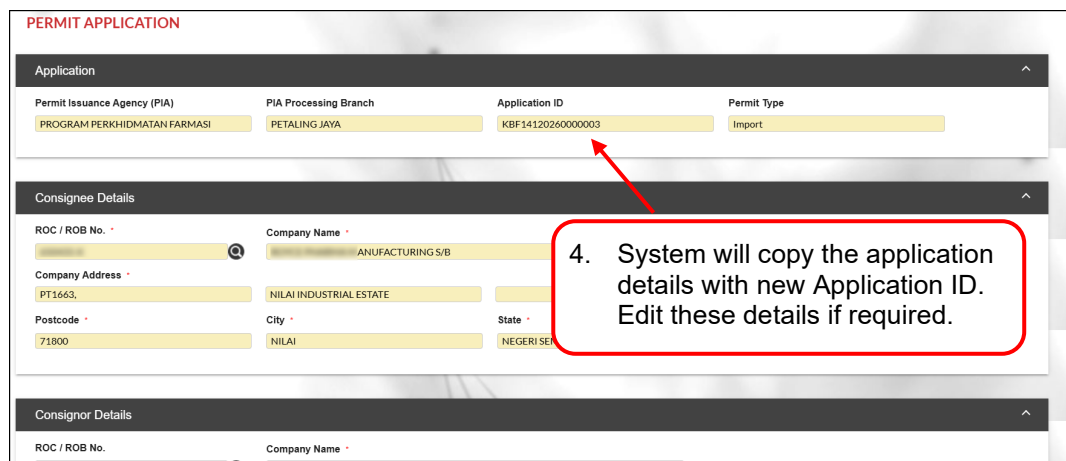 PERMIT APPLICATION
Application
Permit Issuance Agency (PIA) PIA Processing Branch Application ID Permit Type
PROGRAM PERKHIDMATAN FARMASI PETALING JAYA KBF14120260000003 Import
Consignee Details
ROC / ROB No. * Company Name *
ANUFACTURING S/B
Company Address *
PT1663, NILAI INDUSTRIAL ESTATE
Postcode * City * State *
71800 NILAI NEGERI SE
4. System will copy the application
details with new Application ID.
Edit these details if required.
Consignor Details
ROC / ROB No. Company Name *